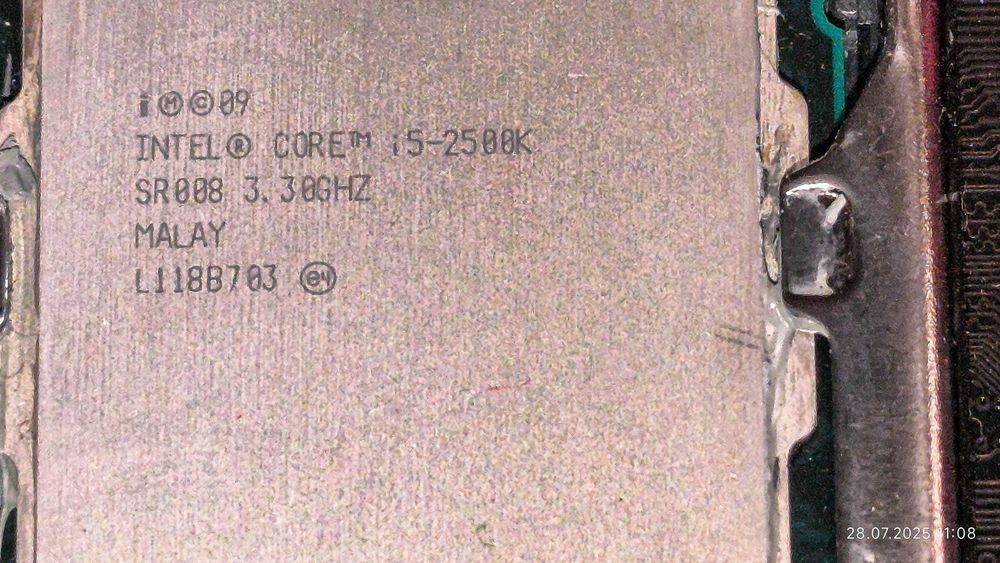 i Ⓜ©09
INTEL® CORE™ i5-2500K
SR008 3.30GHZ
MALAY
L118B703 e4
28.07.2025 11:08